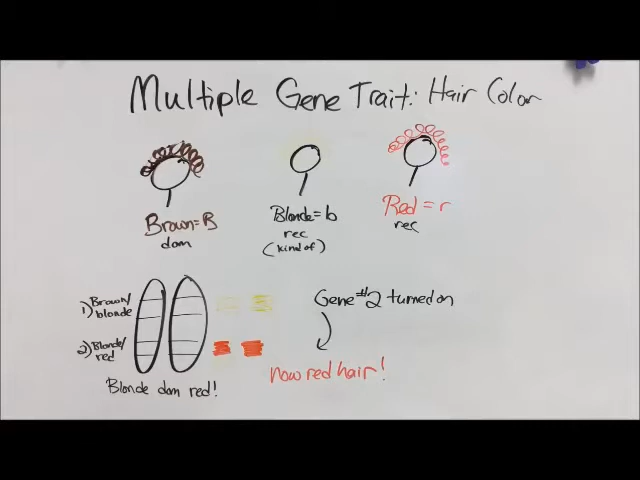 Multiple Gene Trait: Hair Color
Brown=B
dom
Blonde=b
rec
(kind of)
Red=r
rec
1) Brown/
blonde
2) Blonde/
red
Blonde dom red!
Gene #2 turned on
now red hair!